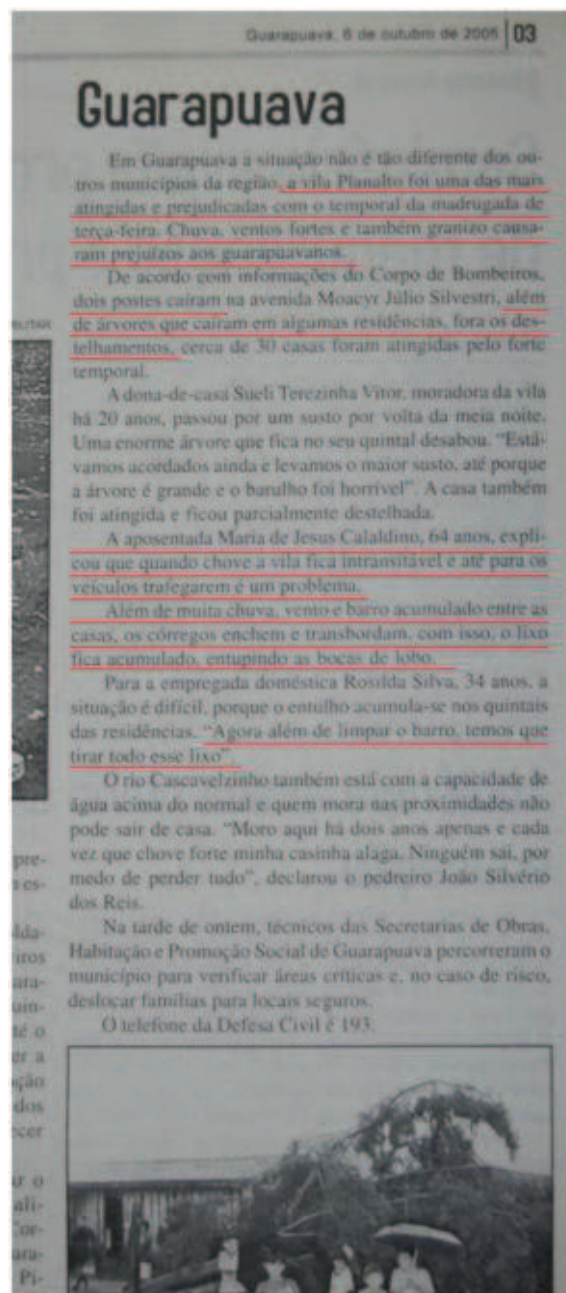 Guarapuava, 6 de outubro de 2005 | 03
Guarapuava
Em Guarapuava a situação não é tão diferente dos ou-
tros municípios da região, a vila Planalto foi uma das mais
atingidas e prejudicadas com o temporal da madrugada de
terça-feira. Chuva, ventos fortes e também granizo causa-
ram prejuízos aos guarapuavanos.
De acordo com informações do Corpo de Bombeiros,
dois postes caíram na avenida Moacyr Júlio Silvestri, além
de árvores que caíram em algumas residências, fora os des-
telhamentos, cerca de 30 casas foram atingidas pelo forte
temporal.
A dona-de-casa Sueli Terezinha Vitor, moradora da vila
há 20 anos, passou por um susto por volta da meia noite.
Uma enorme árvore que fica no seu quintal desabou. “Está-
vamos acordados ainda e levamos o maior susto, até porque
a árvore é grande e o barulho foi horrível”. A casa também
foi atingida e ficou parcialmente destelhada.
A aposentada Maria de Jesus Calaldino, 64 anos, expli-
cou que quando chove a vila fica intransitável e até para os
veículos trafegarem é um problema.
Além de muita chuva, vento e barro acumulado entre as
casas, os córregos enchem e transbordam, com isso, o lixo
fica acumulado, entupindo as bocas de lobo.
Para a empregada doméstica Rosilda Silva, 34 anos, a
situação é difícil, porque o entulho acumula-se nos quintais
das residências. “Agora além de limpar o barro, temos que
tirar todo esse lixo”.
O rio Cascavelzinho também está com a capacidade de
água acima do normal e quem mora nas proximidades não
pode sair de casa. “Moro aqui há dois anos apenas e cada
vez que chove forte minha casinha alaga. Ninguém sai, por
medo de perder tudo”, declarou o pedreiro João Silvério
dos Reis.
Na tarde de ontem, técnicos das Secretarias de Obras,
Habitação e Promoção Social de Guarapuava percorreram o
município para verificar áreas críticas e, no caso de risco,
deslocar famílias para locais seguros.
O telefone da Defesa Civil é 193.